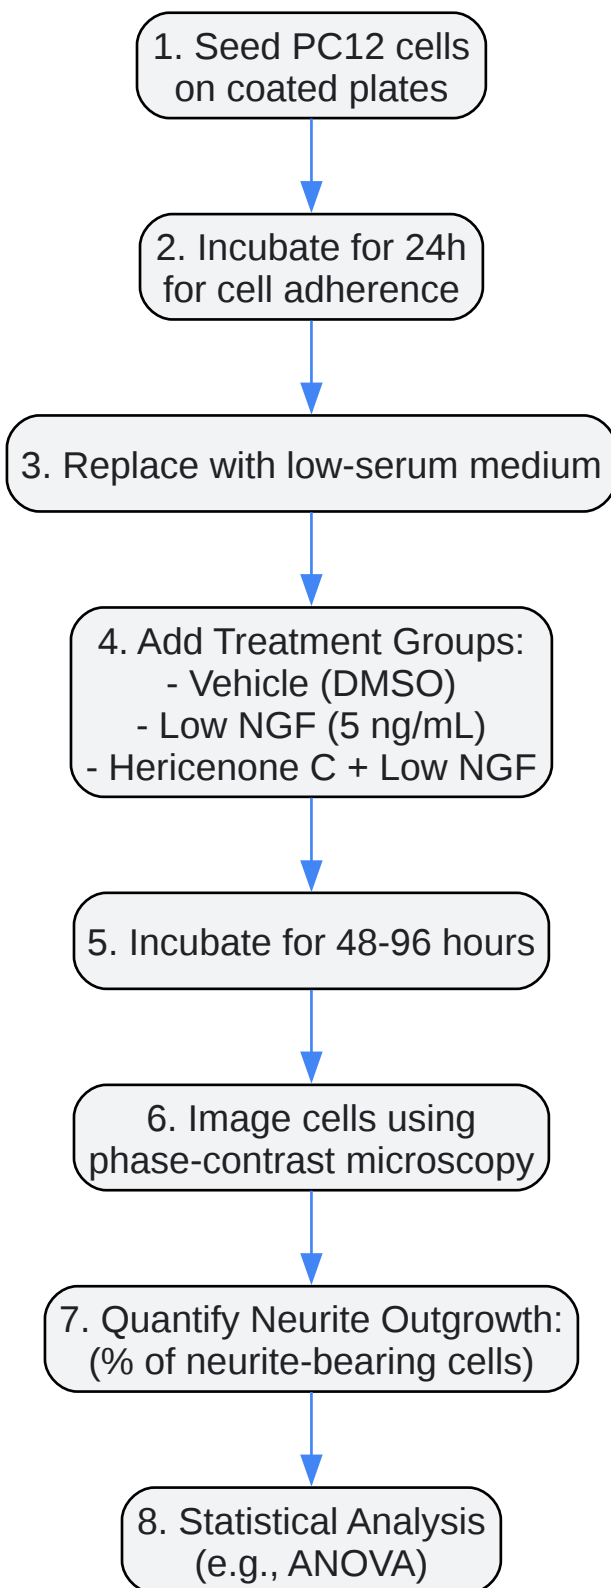 1. Seed PC12 cells
on coated plates
2. Incubate for 24h
for cell adherence
3. Replace with low-serum medium
4. Add Treatment Groups:
- Vehicle (DMSO)
- Low NGF (5 ng/mL)
- Hericenone C + Low NGF
5. Incubate for 48-96 hours
6. Image cells using
phase-contrast microscopy
7. Quantify Neurite Outgrowth:
(% of neurite-bearing cells)
8. Statistical Analysis
(e.g., ANOVA)